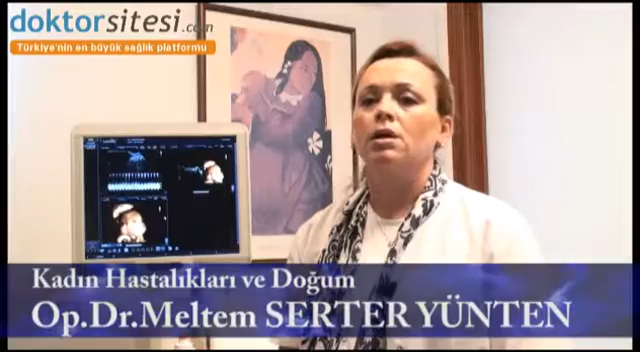 doktorsitesi.com
Türkiye'nin en büyük sağlık platformu
Kadın Hastalıkları ve Doğum
Op.Dr.Meltem SERTER YÜNTEN